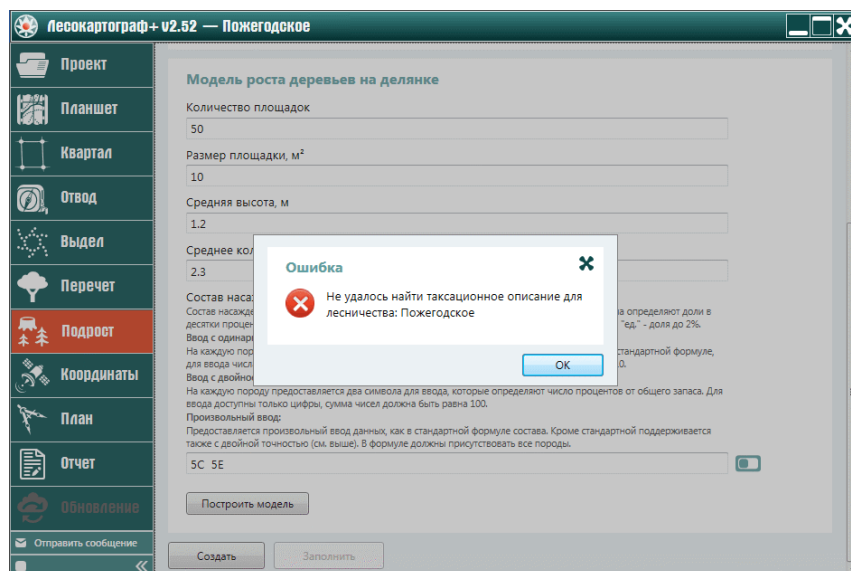 Лесокартограф+ v2.52 — Пожегодское
Проект
Планшет
Квартал
Отвод
Выдел
Перечет
Подрост
Координаты
План
Отчет
Обновление
Отправить сообщение
Модель роста деревьев на делянке
Количество площадок
50
Размер площадки, м²
10
Средняя высота, м
1.2
Среднее кол
2.3
Состав наса
Состав насажде
на определяют доли в
десятки процен
"ед." - доля до 2%.
Ввод с одинар
На каждую пор
стандартной формуле,
для ввода числ
Ввод с двойно
На каждую породу предоставляется два символа для ввода, которые определяют число процентов от общего запаса. Для
ввода доступны только цифры, сумма чисел должна быть равна 100.
Произвольный ввод:
Предоставляется произвольный ввод данных, как в стандартной формуле состава. Кроме стандартной поддерживается
также с двойной точностью (см. выше). В формуле должны присутствовать все породы.
5С 5Е
Построить модель
Создать
Заполнить
Ошибка
Не удалось найти таксационное описание для
лесничества: Пожегодское
OK